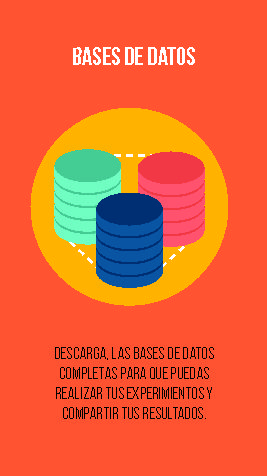 BASES DE DATOS
DESCARGA, LAS BASES DE DATOS
COMPLETAS PARA QUE PUEDAS
REALIZAR TUS EXPERIMENTOS Y
COMPARTIR TUS RESULTADOS.